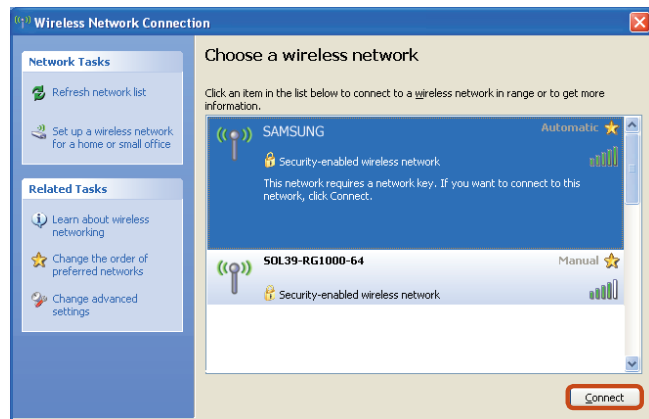 Wireless Network Connection
Network Tasks
Refresh network list
Set up a wireless network
for a home or small office
Related Tasks
Learn about wireless
networking
Change the order of
preferred networks
Change advanced
settings
Choose a wireless network
Click an item in the list below to connect to a wireless network in range or to get more
information.
SAMSUNG
Automatic
Security-enabled wireless network
This network requires a network key. If you want to connect to this
network, click Connect.
SOL39-RG1000-64
Manual
Security-enabled wireless network
Connect